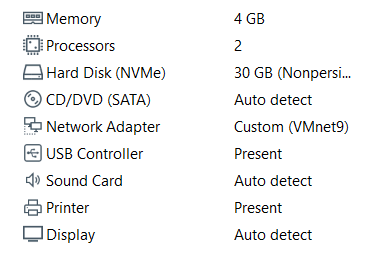 Memory 4 GB
Processors 2
Hard Disk (NVMe) 30 GB (Nonpersi...
CD/DVD (SATA) Auto detect
Network Adapter Custom (VMnet9)
USB Controller Present
Sound Card Auto detect
Printer Present
Display Auto detect